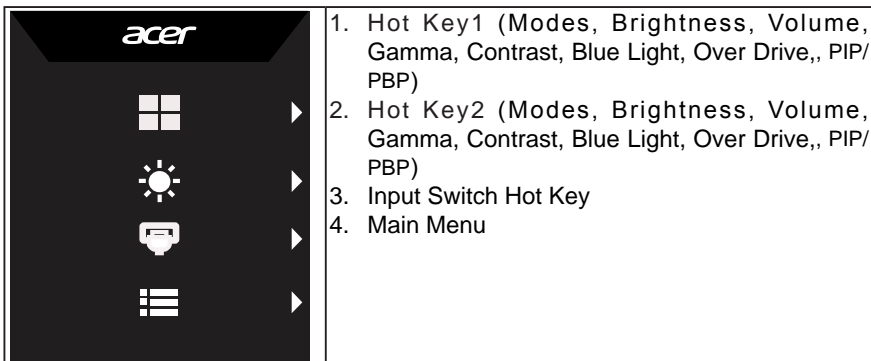 acer
1. Hot Key1 (Modes, Brightness, Volume,
Gamma, Contrast, Blue Light, Over Drive,, PIP/
PBP)
2. Hot Key2 (Modes, Brightness, Volume,
Gamma, Contrast, Blue Light, Over Drive,, PIP/
PBP)
3. Input Switch Hot Key
4. Main Menu